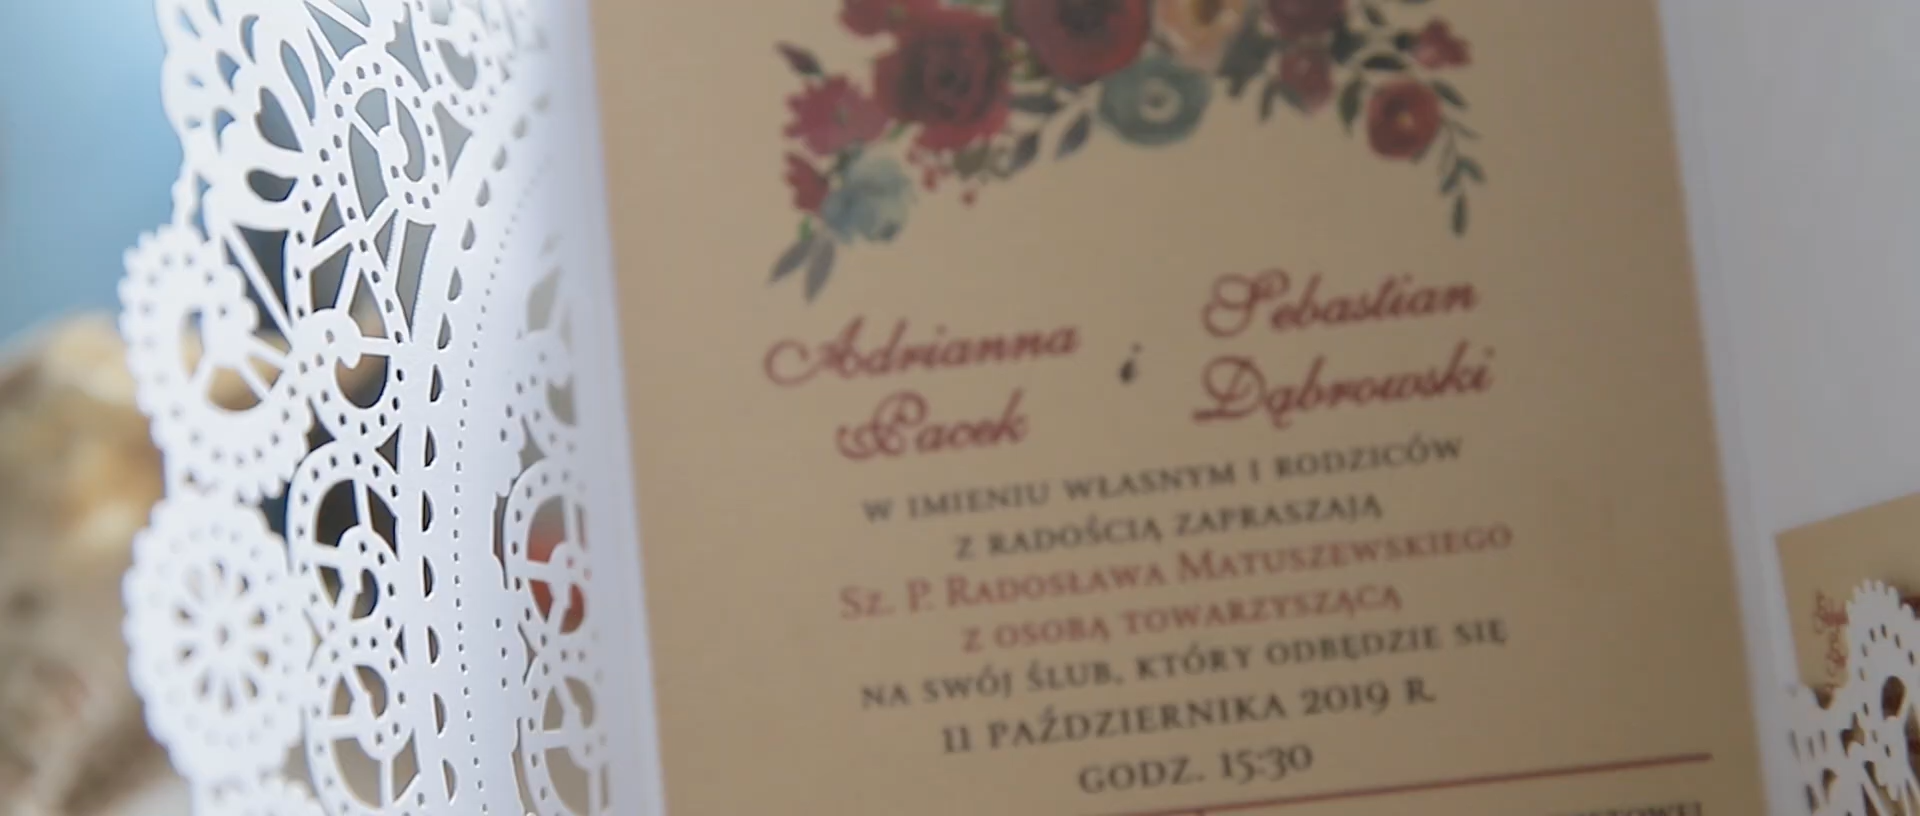 Adrianna Pacek i Sebastian Dąbrowski
W IMIENIU WŁASNYM I RODZICÓW
Z RADOŚCIĄ ZAPRASZAJĄ
SZ. P. RADOSŁAWA MATUSZEWSKIEGO
Z OSOBĄ TOWARZYSZĄCĄ
NA SWÓJ ŚLUB, KTÓRY ODBĘDZIE SIĘ
11 PAŹDZIERNIKA 2019 R.
GODZ. 15:30